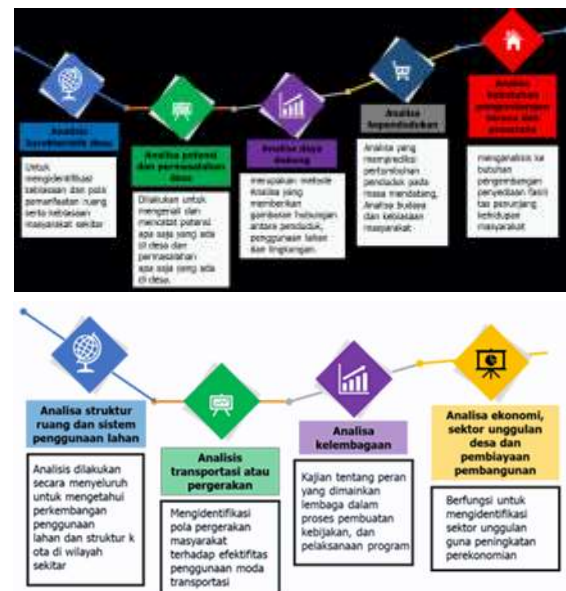 Analisis
karakteristik desa
Untuk
mengidentifikasi
kebiasaan dan pola
pemanfaatan ruang
serta kebiasaan
masyarakat sekitar
Analisa potensi
dan permasalahan
desa
Dilakukan untuk
mengenali dan
mencatat potensi
apa saja yang ada
di desa dan
permasalahan
apa saja yang ada
di desa.
Analisa daya
dukung
merupakan metode
Analisa yang
memberikan
gambaran hubungan
antara penduduk,
penggunaan lahan
dan lingkungan.
Analisa
kependudukan
Analisa yang
memprediksi
pertumbuhan
penduduk pada
masa mendatang,
Analisa budaya
dan kebiasaan
masyarakat
Analisa
kebutuhan
pengembangan
sarana dan
prasarana
menganalisis ke
butuhan
pengembangan
penyediaan fasili
tas penunjang
kehidupan
masyarakat
Analisa struktur
ruang dan sistem
penggunaan lahan
Analisis dilakukan
secara menyeluruh
untuk mengetahui
perkembangan
penggunaan
lahan dan struktur k
ota di wilayah
sekitar
Analisis
transportasi atau
pergerakan
Mengidentifikasi
pola pergerakan
masyarakat
terhadap efektifitas
penggunaan moda
transportasi
Analisa
kelembagaan
Kajian tentang peran
yang dimainkan
lembaga dalam
proses pembuatan
kebijakan, dan
pelaksanaan program
Analisa ekonomi,
sektor unggulan
desa dan
pembiayaan
pembangunan
Berfungsi untuk
mengidentifikasi
sektor unggulan
guna peningkatan
perekonomian